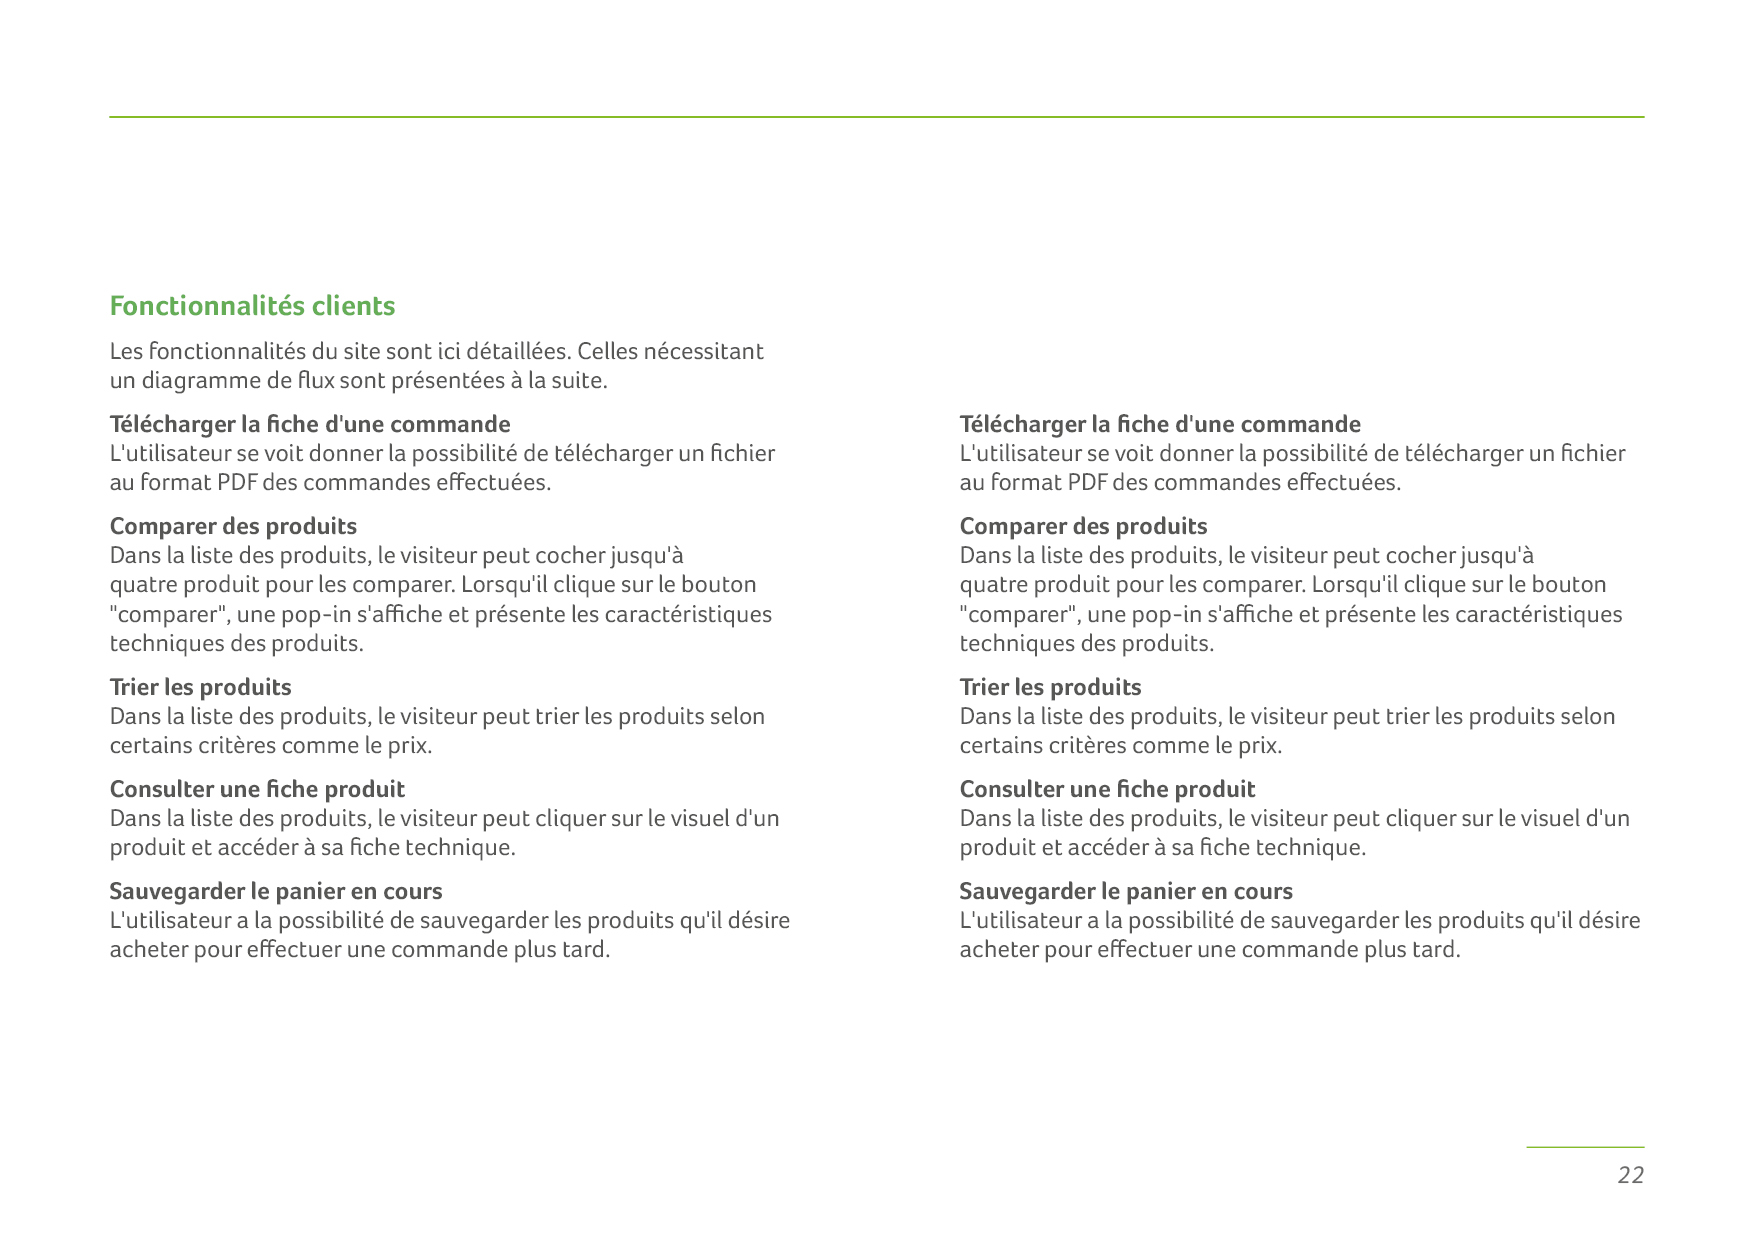 Fonctionnalités clients
Les fonctionnalités du site sont ici détaillées. Celles nécessitant
un diagramme de flux sont présentées à la suite.
Télécharger la fiche d'une commande
L'utilisateur se voit donner la possibilité de télécharger un fichier
au format PDF des commandes effectuées.
Comparer des produits
Dans la liste des produits, le visiteur peut cocher jusqu'à
quatre produit pour les comparer. Lorsqu'il clique sur le bouton
"comparer", une pop-in s'affiche et présente les caractéristiques
techniques des produits.
Trier les produits
Dans la liste des produits, le visiteur peut trier les produits selon
certains critères comme le prix.
Consulter une fiche produit
Dans la liste des produits, le visiteur peut cliquer sur le visuel d'un
produit et accéder à sa fiche technique.
Sauvegarder le panier en cours
L'utilisateur a la possibilité de sauvegarder les produits qu'il désire
acheter pour effectuer une commande plus tard.
Télécharger la fiche d'une commande
L'utilisateur se voit donner la possibilité de télécharger un fichier
au format PDF des commandes effectuées.
Comparer des produits
Dans la liste des produits, le visiteur peut cocher jusqu'à
quatre produit pour les comparer. Lorsqu'il clique sur le bouton
"comparer", une pop-in s'affiche et présente les caractéristiques
techniques des produits.
Trier les produits
Dans la liste des produits, le visiteur peut trier les produits selon
certains critères comme le prix.
Consulter une fiche produit
Dans la liste des produits, le visiteur peut cliquer sur le visuel d'un
produit et accéder à sa fiche technique.
Sauvegarder le panier en cours
L'utilisateur a la possibilité de sauvegarder les produits qu'il désire
acheter pour effectuer une commande plus tard.
22